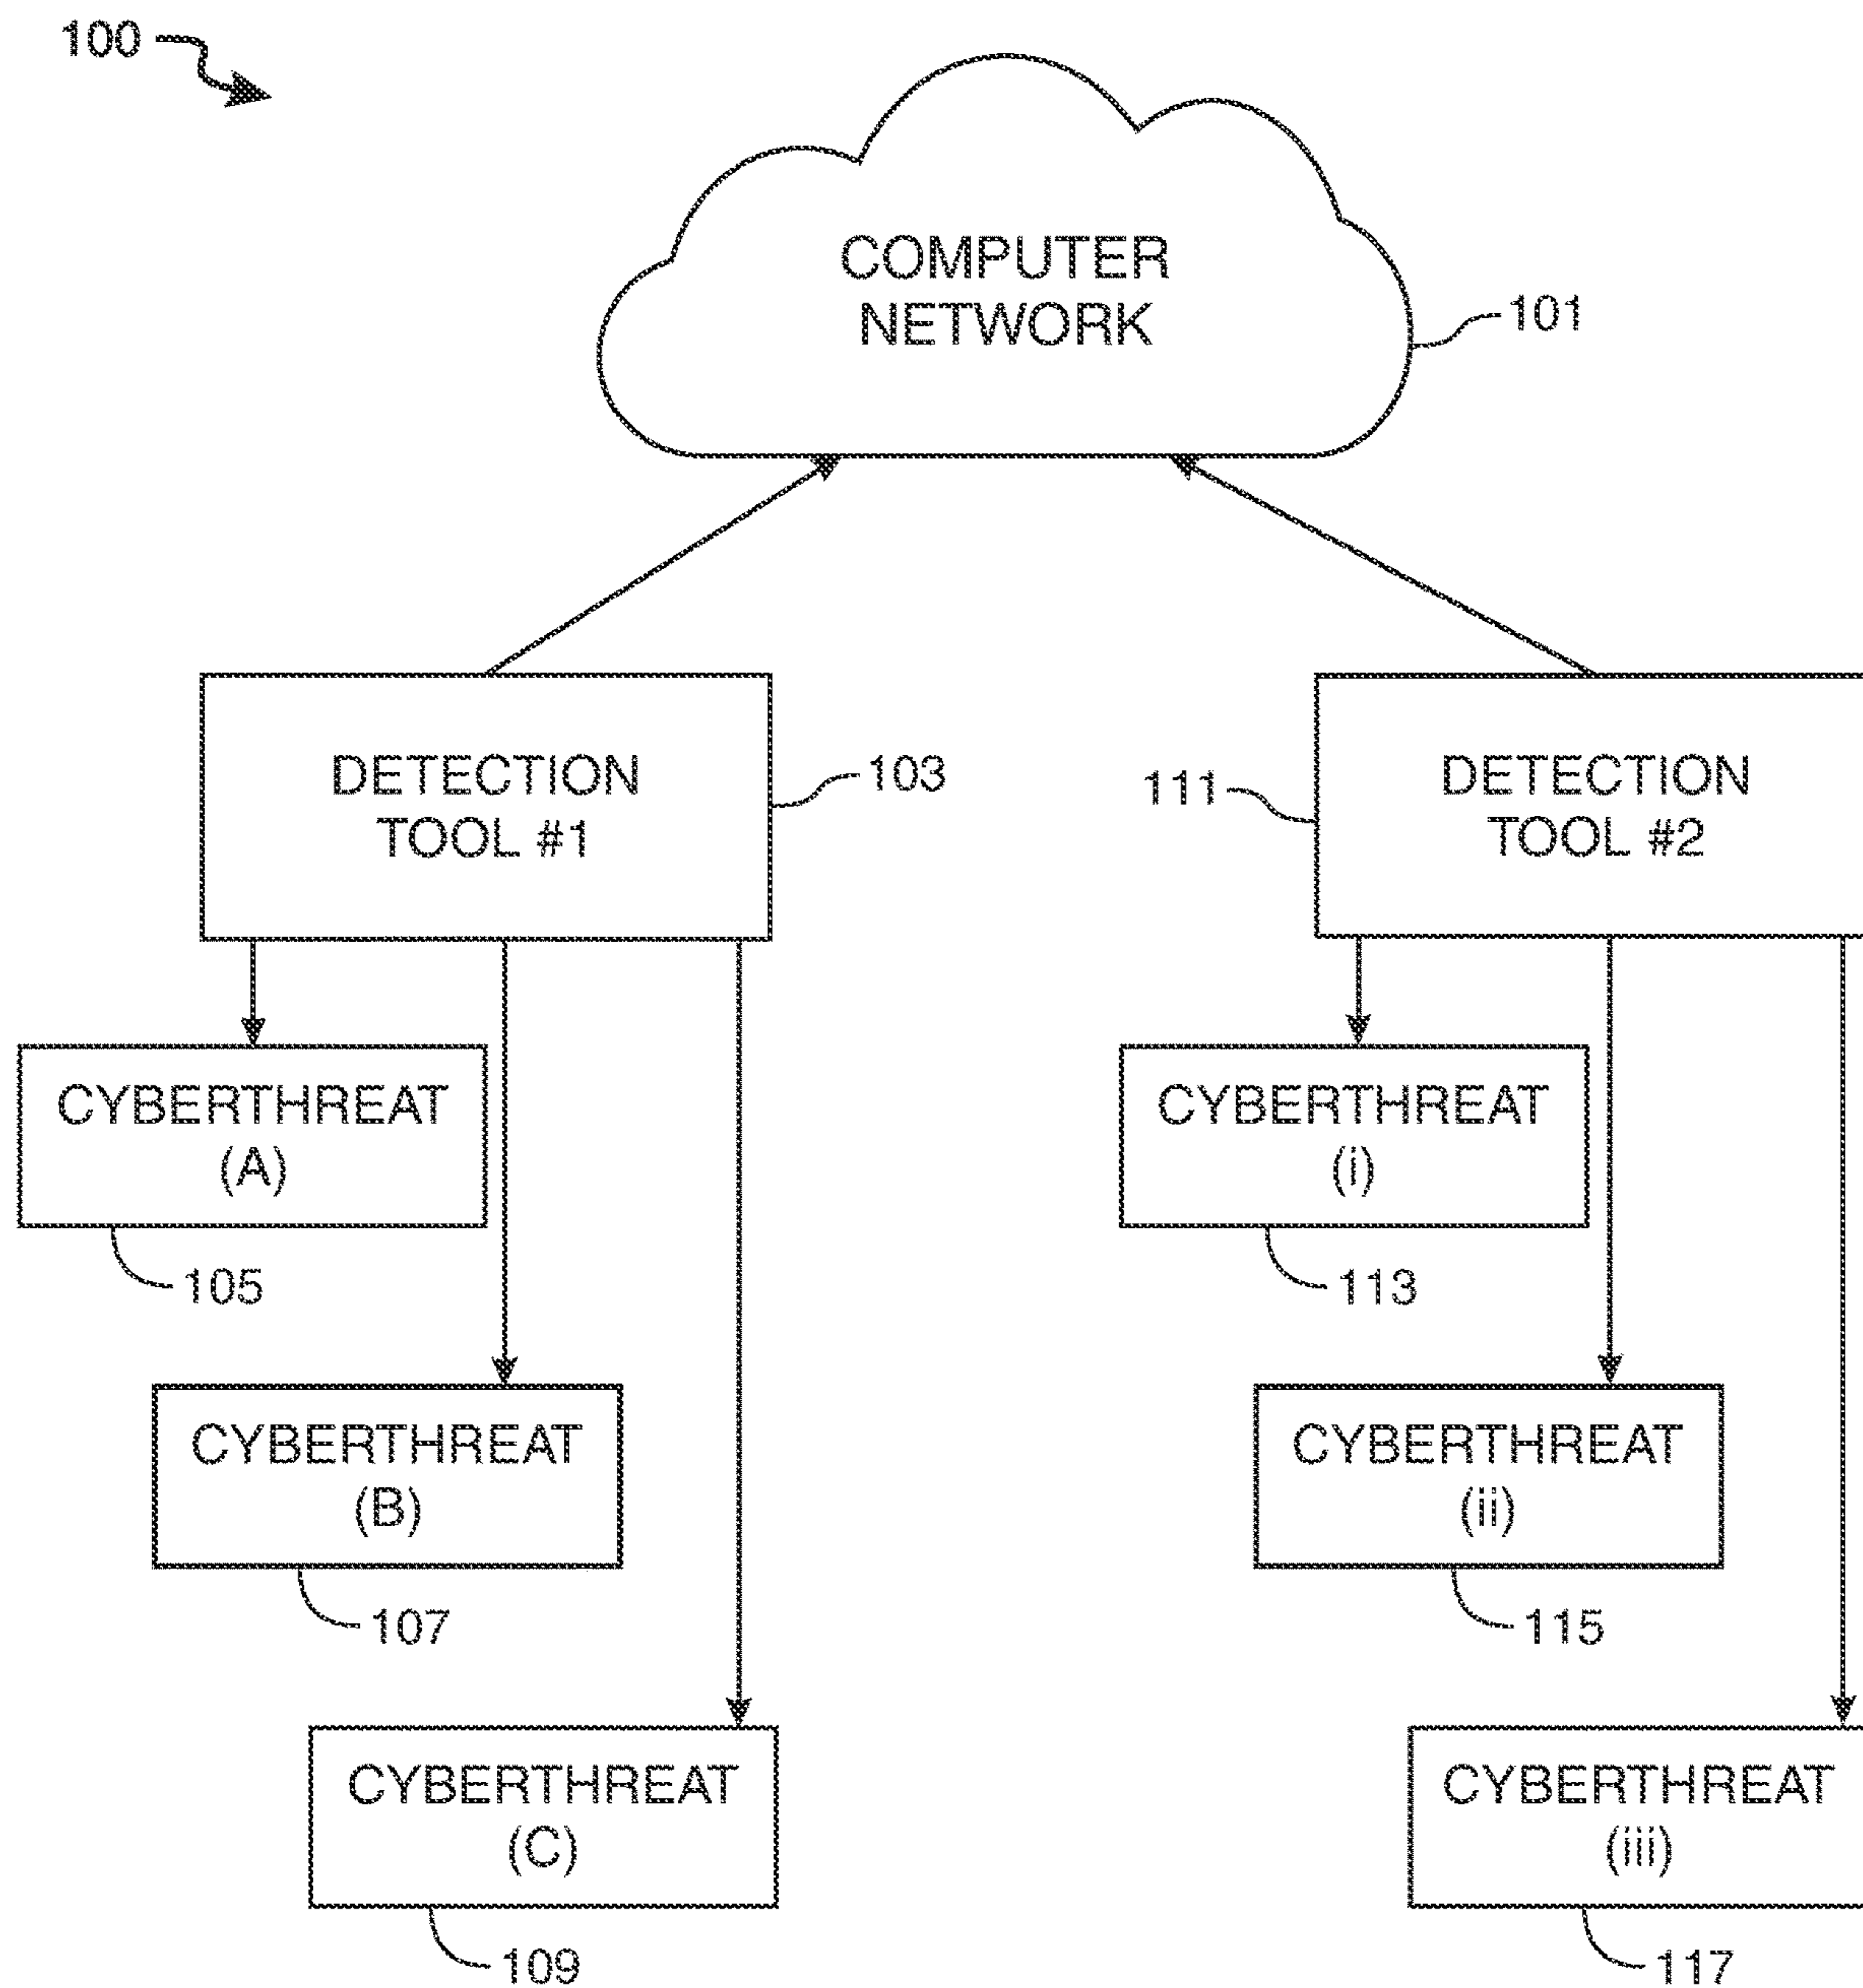 100
COMPUTER
NETWORK
101
DETECTION
TOOL #1
103
111
DETECTION
TOOL #2
CYBERTHREAT
(A)
105
CYBERTHREAT
(i)
113
CYBERTHREAT
(B)
107
CYBERTHREAT
(ii)
115
CYBERTHREAT
(C)
109
CYBERTHREAT
(iii)
117